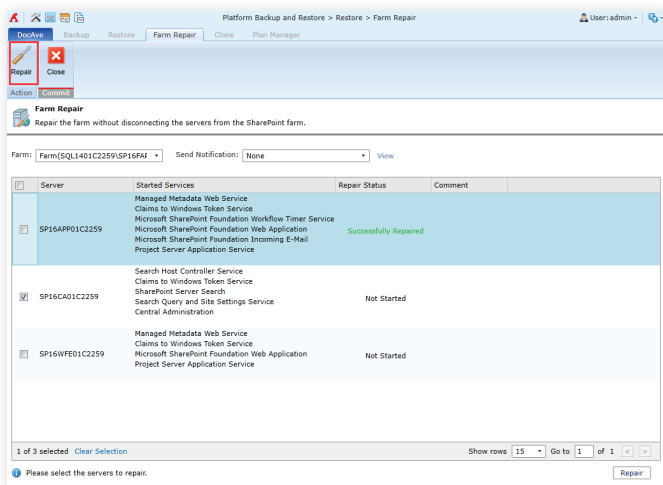 Platform Backup and Restore > Restore > Farm Repair
User: admin
DocAve Backup Restore Farm Repair Clone Plan Manager
Repair Close
Action Commit
Farm Repair
Repair the farm without disconnecting the servers from the SharePoint farm.
Farm: Farm(SQL1401C2259\SP16FAF Send Notification: None View
Server Started Services Repair Status Comment
Managed Metadata Web Service
Claims to Windows Token Service
Microsoft SharePoint Foundation Workflow Timer Service
SP16APP01C2259 Microsoft SharePoint Foundation Web Application Successfully Repaired
Microsoft SharePoint Foundation Incoming E-Mail
Project Server Application Service
Search Host Controller Service
Claims to Windows Token Service
SP16CA01C2259 SharePoint Server Search Not Started
Search Query and Site Settings Service
Central Administration
Managed Metadata Web Service
Claims to Windows Token Service
SP16WFE01C2259 Microsoft SharePoint Foundation Web Application Not Started
Project Server Application Service
1 of 3 selected Clear Selection Show rows 15 Go to 1 of 1 < >
Please select the servers to repair. Repair